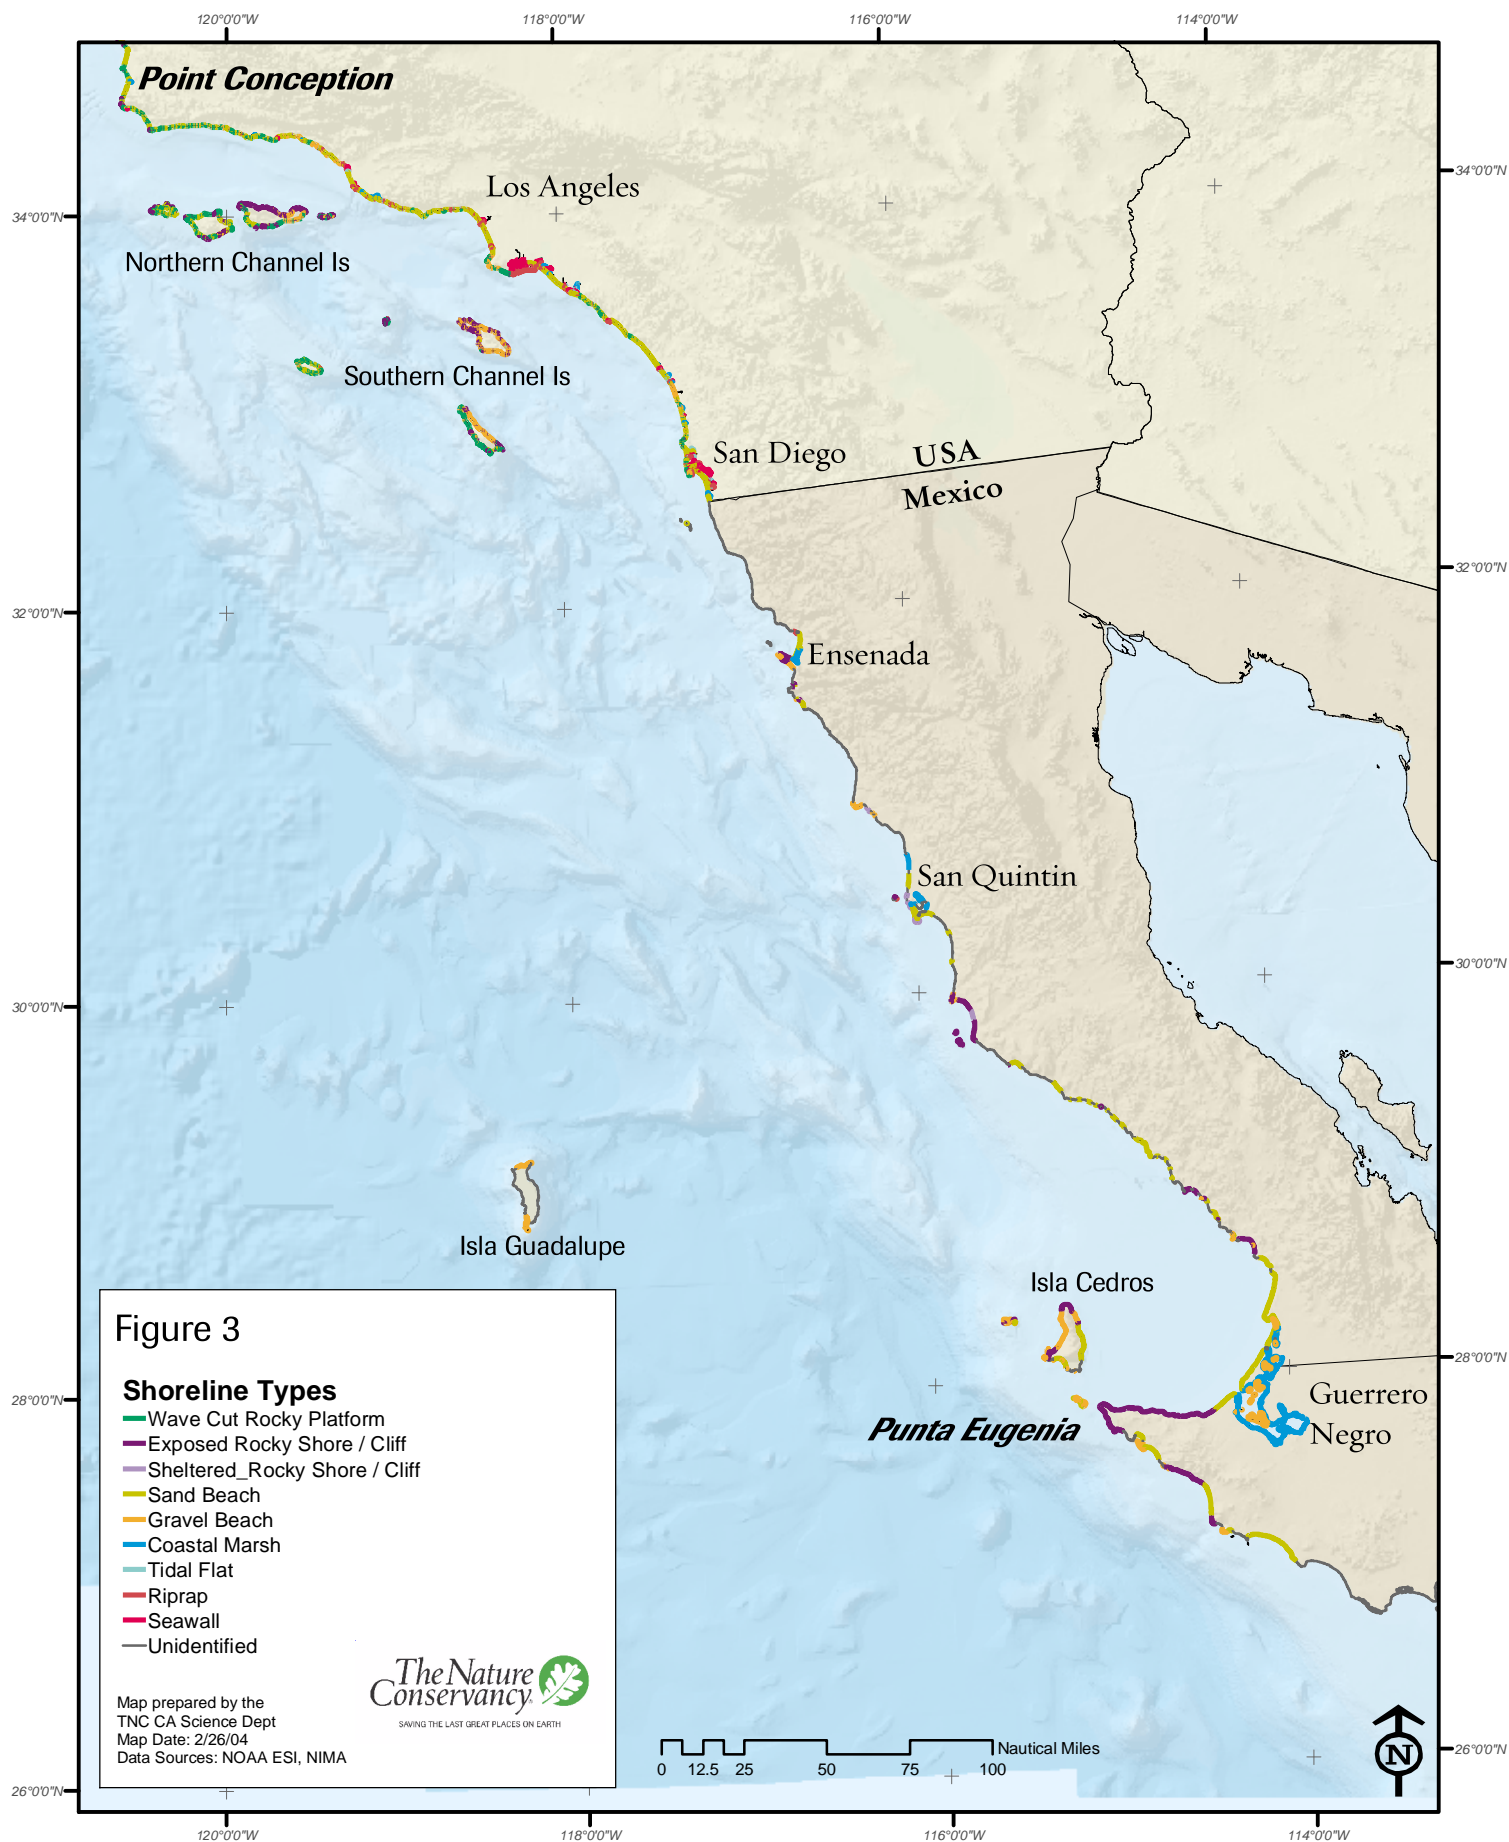 120°0'0"W
118°0'0"W
116°0'0"W
114°0'0"W
Point Conception
34°0'0"N
Los Angeles
34°0'0"N
Northern Channel Is
Southern Channel Is
San Diego
USA
Mexico
32°0'0"N
32°0'0"N
Ensenada
San Quintin
30°0'0"N
30°0'0"N
Isla Guadalupe
Isla Cedros
28°0'0"N
Guerrero
Negro
28°0'0"N
Punta Eugenia
Figure 3
Shoreline Types
Wave Cut Rocky Platform
Exposed Rocky Shore / Cliff
Sheltered_Rocky Shore / Cliff
Sand Beach
Gravel Beach
Coastal Marsh
Tidal Flat
Riprap
Seawall
Unidentified
The Nature
Conservancy
SAVING THE LAST GREAT PLACES ON EARTH
Map prepared by the
TNC CA Science Dept
Map Date: 2/26/04
Data Sources: NOAA ESI, NIMA
Nautical Miles
0 12.5 25 50 75 100
N
26°0'0"N
26°0'0"N
120°0'0"W
118°0'0"W
116°0'0"W
114°0'0"W